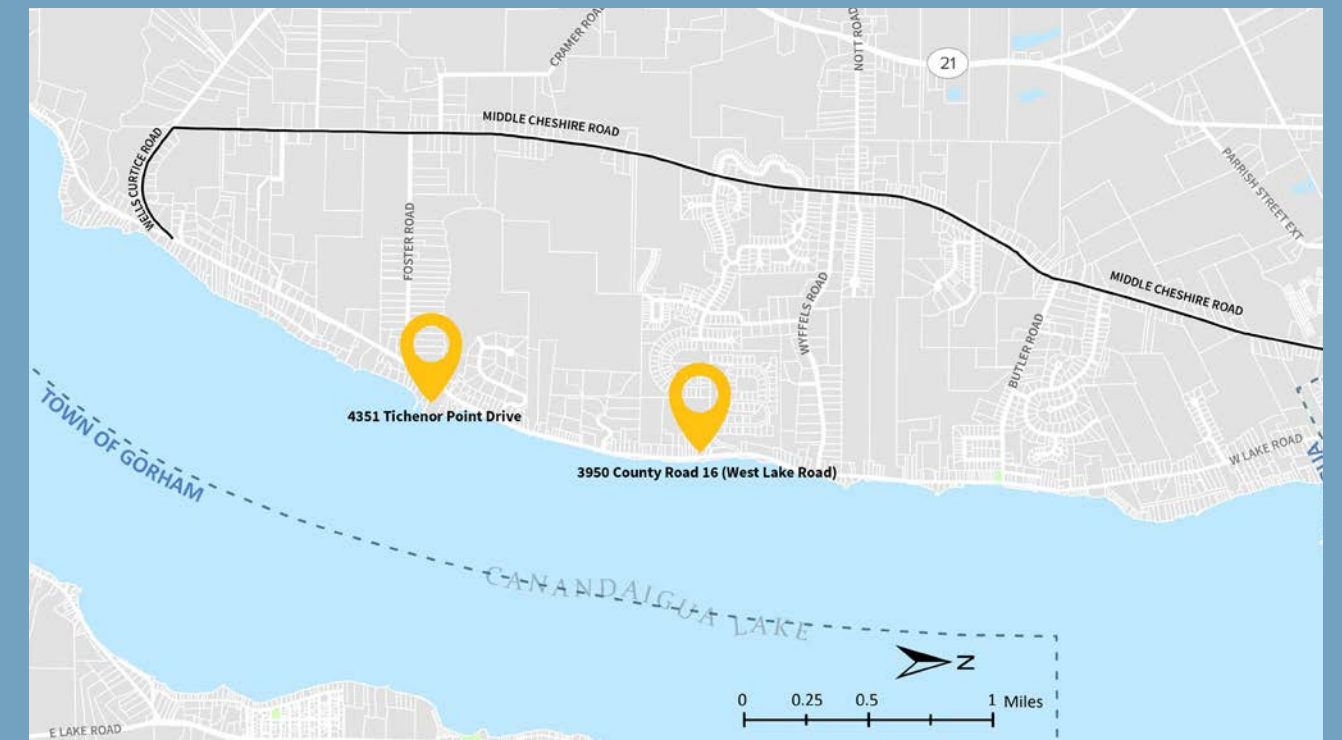 CRAMER ROAD
NOTT ROAD
21
MIDDLE CHESHIRE ROAD
WELLS CURTICE ROAD
PARRISH STREET EXT
FOSTER ROAD
WYFFELS ROAD
MIDDLE CHESHIRE ROAD
BUTLER ROAD
4351 Tichenor Point Drive
TOWN OF GORHAM
3950 County Road 16 (West Lake Road)
W LAKE ROAD
CANANDAIGUA LAKE
N
0 0.25 0.5 1 Miles
E LAKE ROAD